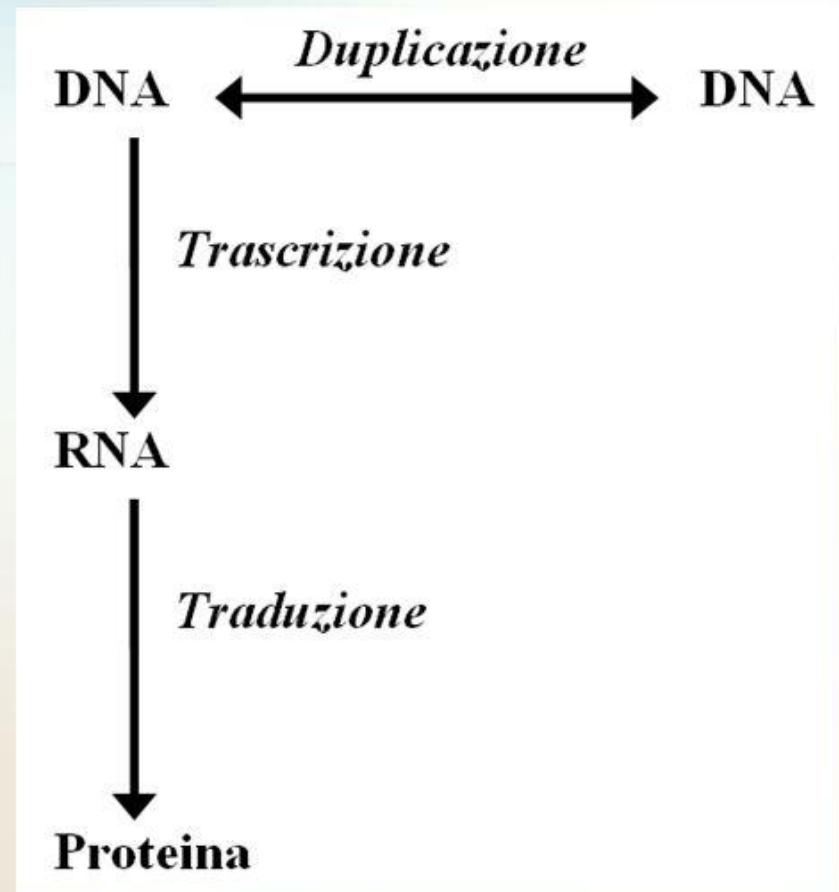 Duplicazione
DNA DNA
Trascrizione
RNA
Traduzione
Proteina